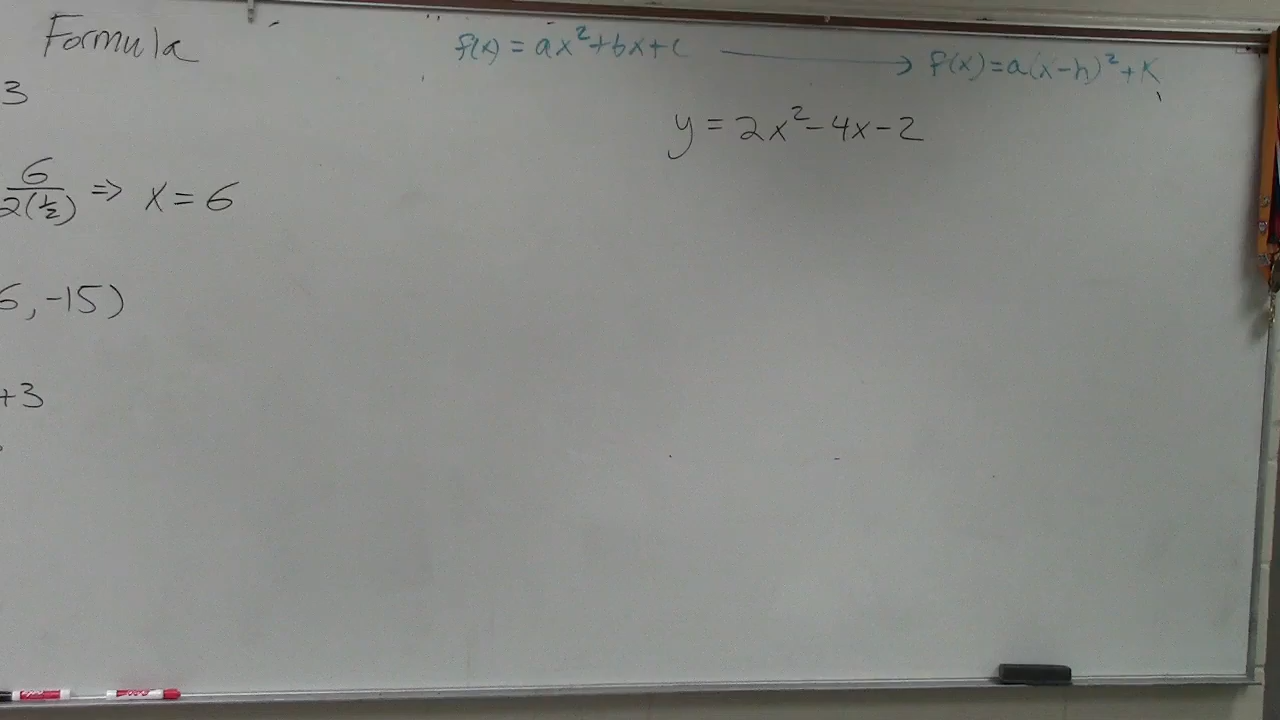 Formula
3
6/2(1/2) => x = 6
6, -15)
+3
f(x) = ax²+bx+c → f(x)=a(x-h)²+k
y = 2x²-4x-2